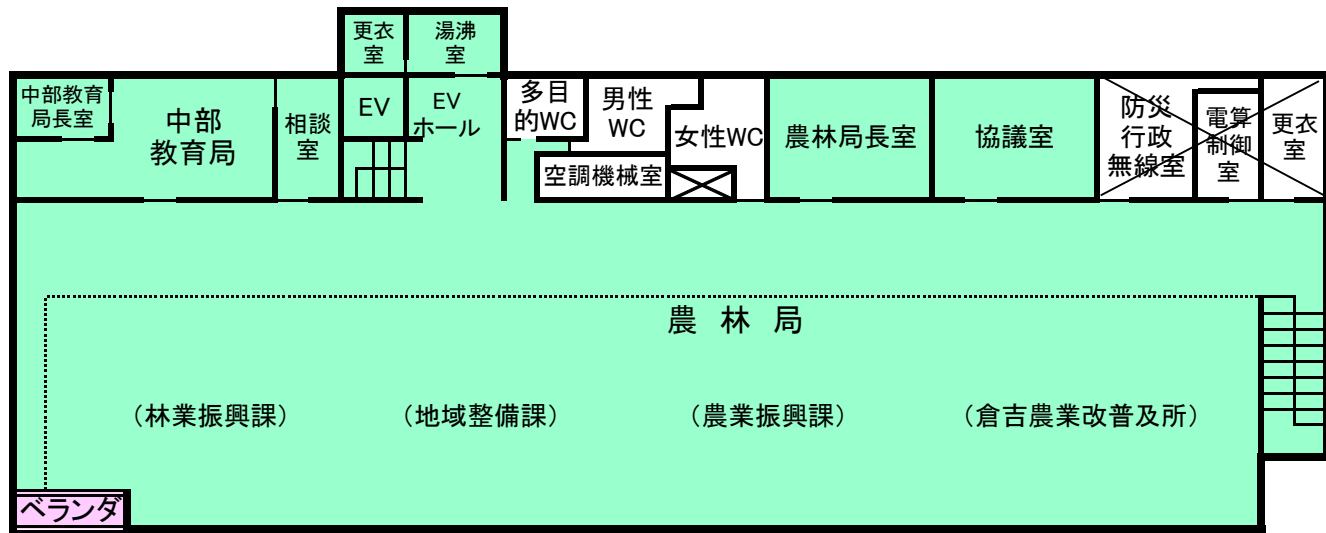 更衣
室
湯沸
室
中部教育
局長室
中部
教育局
相談
室
EV
EV
ホール
多目
的WC
男性
WC
女性WC
空調機械室
農林局長室
協議室
防災
行政
無線室
電算
制御
室
更衣
室
農 林 局
（林業振興課）
（地域整備課）
（農業振興課）
（倉吉農業改普及所）
ベランダ